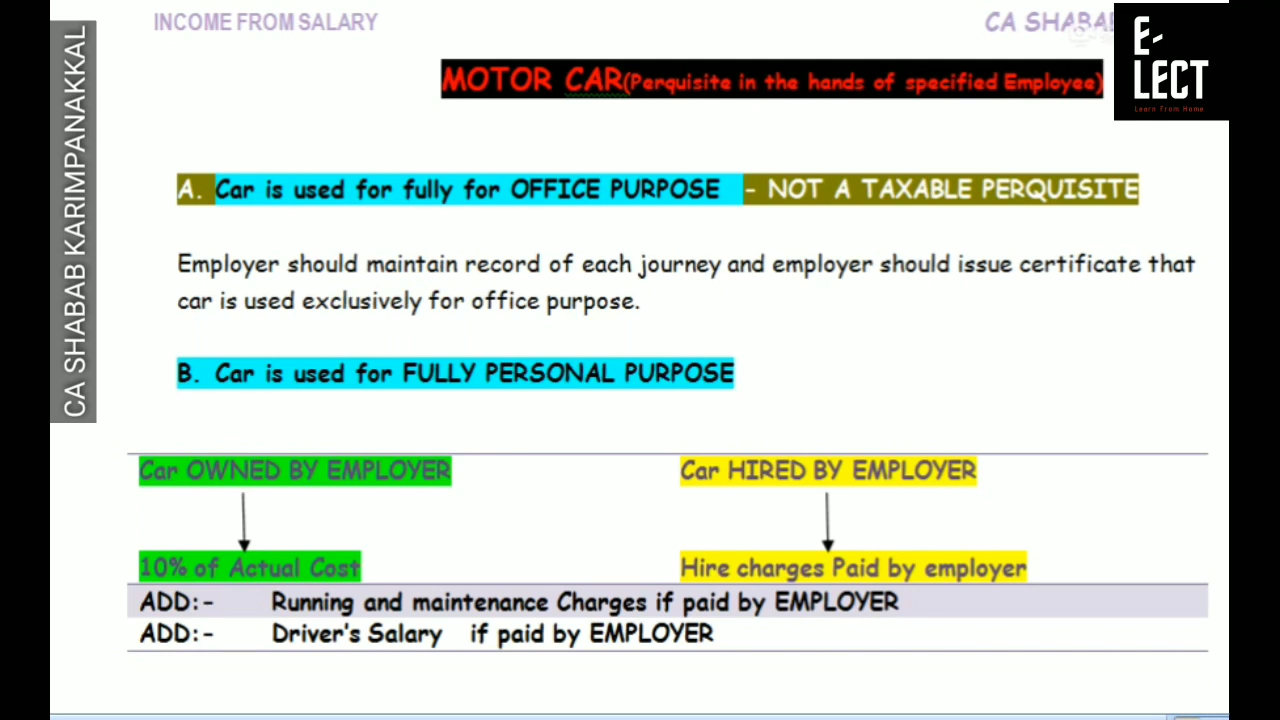 INCOME FROM SALARY
CA SHABAB
E-
LECT
Learn From Home
CA SHABAB KARIMPANAKKAL
MOTOR CAR(Perquisite in the hands of specified Employee)
A. Car is used for fully for OFFICE PURPOSE - NOT A TAXABLE PERQUISITE
Employer should maintain record of each journey and employer should issue certificate that
car is used exclusively for office purpose.
B. Car is used for FULLY PERSONAL PURPOSE
Car OWNED BY EMPLOYER
Car HIRED BY EMPLOYER
10% of Actual Cost
Hire charges Paid by employer
ADD:- Running and maintenance Charges if paid by EMPLOYER
ADD:- Driver's Salary if paid by EMPLOYER